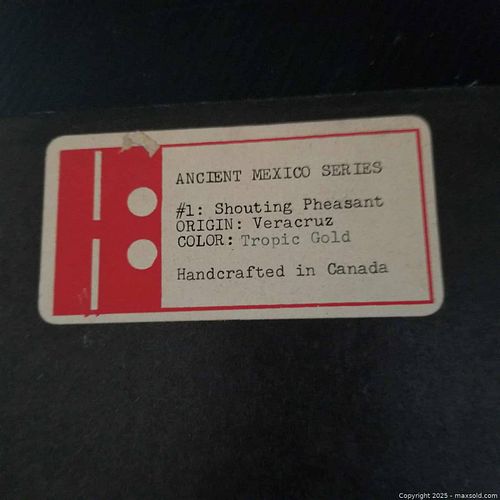 ANCIENT MEXICO SERIES
#1: Shouting Pheasant
ORIGIN: Veracruz
COLOR: Tropic Gold
Handcrafted in Canada
Copyright 2025 - maxsold.com